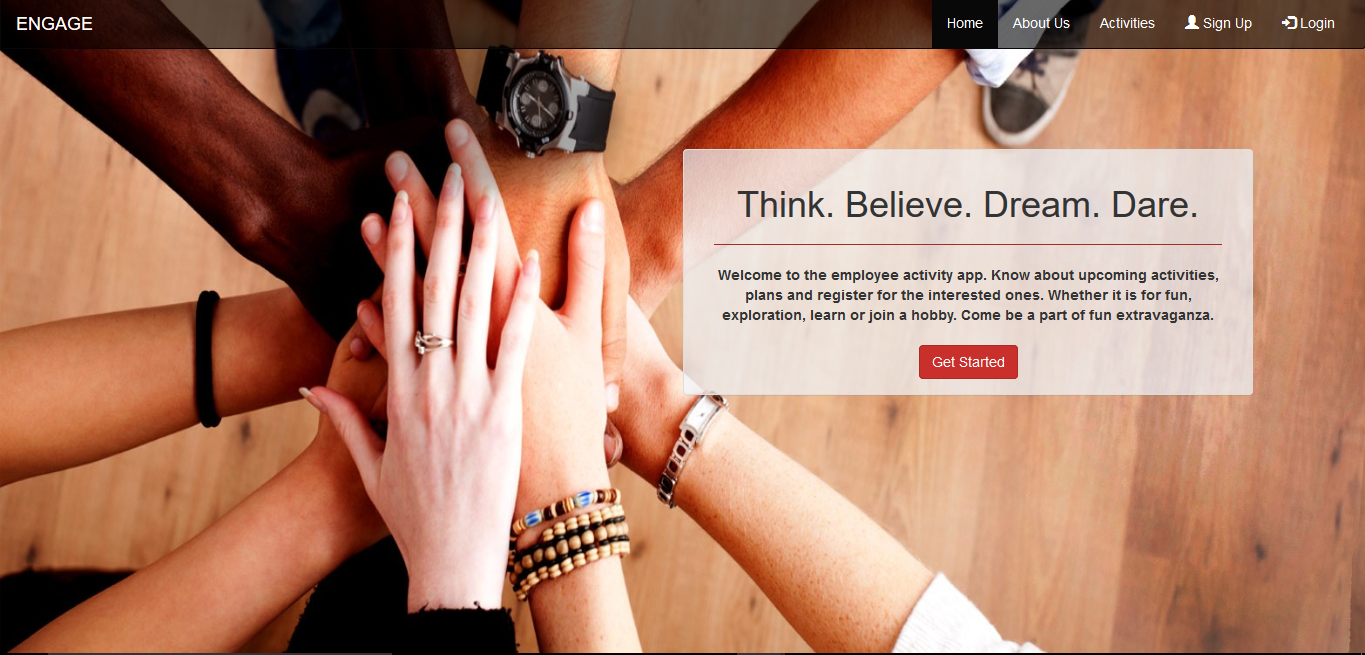 ENGAGE
Home About Us Activities Sign Up Login
Think. Believe. Dream. Dare.
Welcome to the employee activity app. Know about upcoming activities,
plans and register for the interested ones. Whether it is for fun,
exploration, learn or join a hobby. Come be a part of fun extravaganza.
Get Started